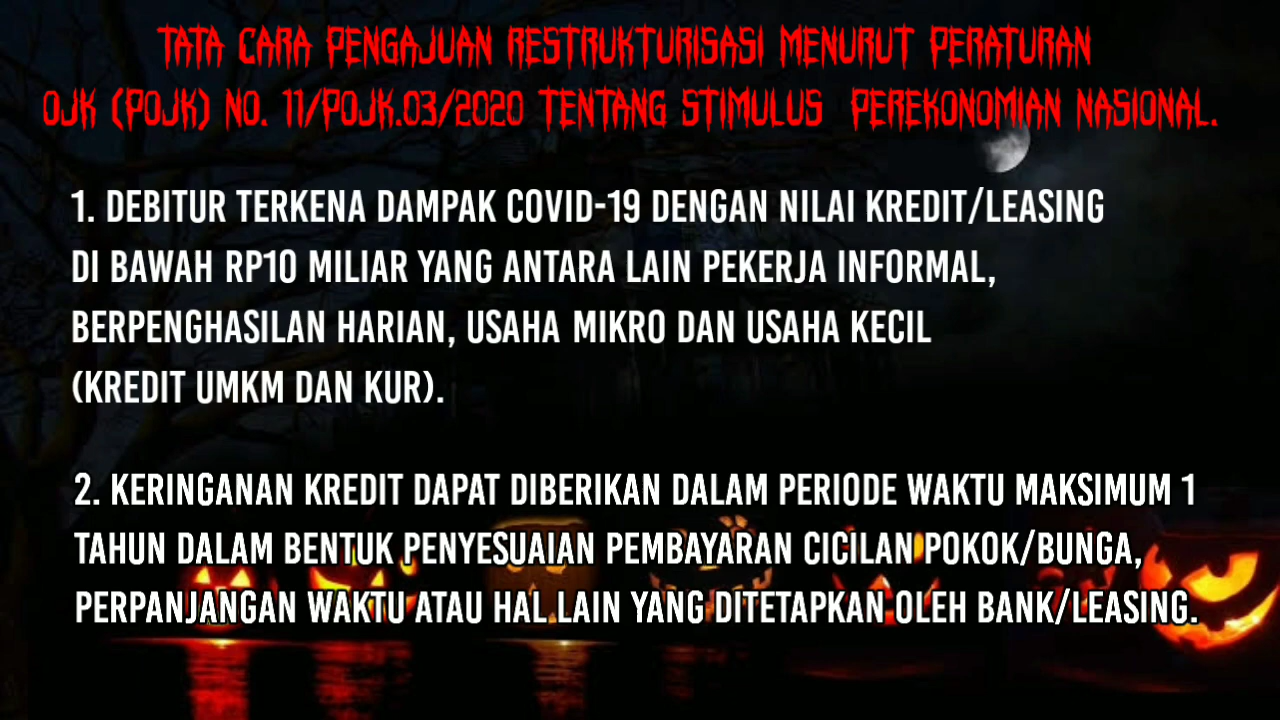 TATA CARA PENGAJUAN RESTRUKTURISASI MENURUT PERATURAN
OJK (POJK) NO. 11/POJK.03/2020 TENTANG STIMULUS PEREKONOMIAN NASIONAL.
1. DEBITUR TERKENA DAMPAK COVID-19 DENGAN NILAI KREDIT/LEASING
DI BAWAH RP10 MILIAR YANG ANTARA LAIN PEKERJA INFORMAL,
BERPENGHASILAN HARIAN, USAHA MIKRO DAN USAHA KECIL
(KREDIT UMKM DAN KUR).
2. KERINGANAN KREDIT DAPAT DIBERIKAN DALAM PERIODE WAKTU MAKSIMUM 1
TAHUN DALAM BENTUK PENYESUAIAN PEMBAYARAN CICILAN POKOK/BUNGA,
PERPANJANGAN WAKTU ATAU HAL LAIN YANG DITETAPKAN OLEH BANK/LEASING.